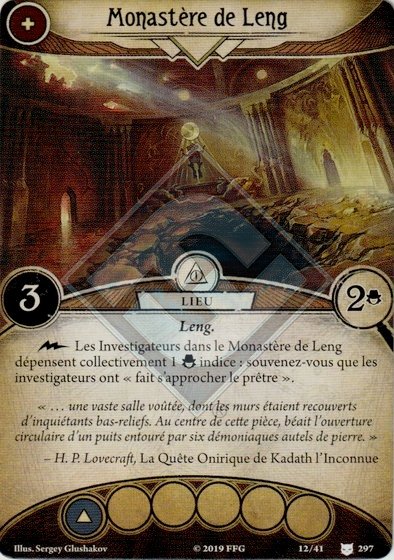 Monastère de Leng
3
LIEU
2
Leng.
Les Investigateurs dans le Monastère de Leng
dépensent collectivement 1 indice : souvenez-vous que les
investigateurs ont « fait s'approcher le prêtre ».
« … une vaste salle voûtée, dont les murs étaient recouverts
d'inquiétants bas-reliefs. Au centre de cette pièce, béait l'ouverture
circulaire d'un puits entouré par six démoniaques autels de pierre. »
– H. P. Lovecraft, La Quête Onirique de Kadath l'Inconnue
Illus. Sergey Glushakov © 2019 FFG 12/41 297